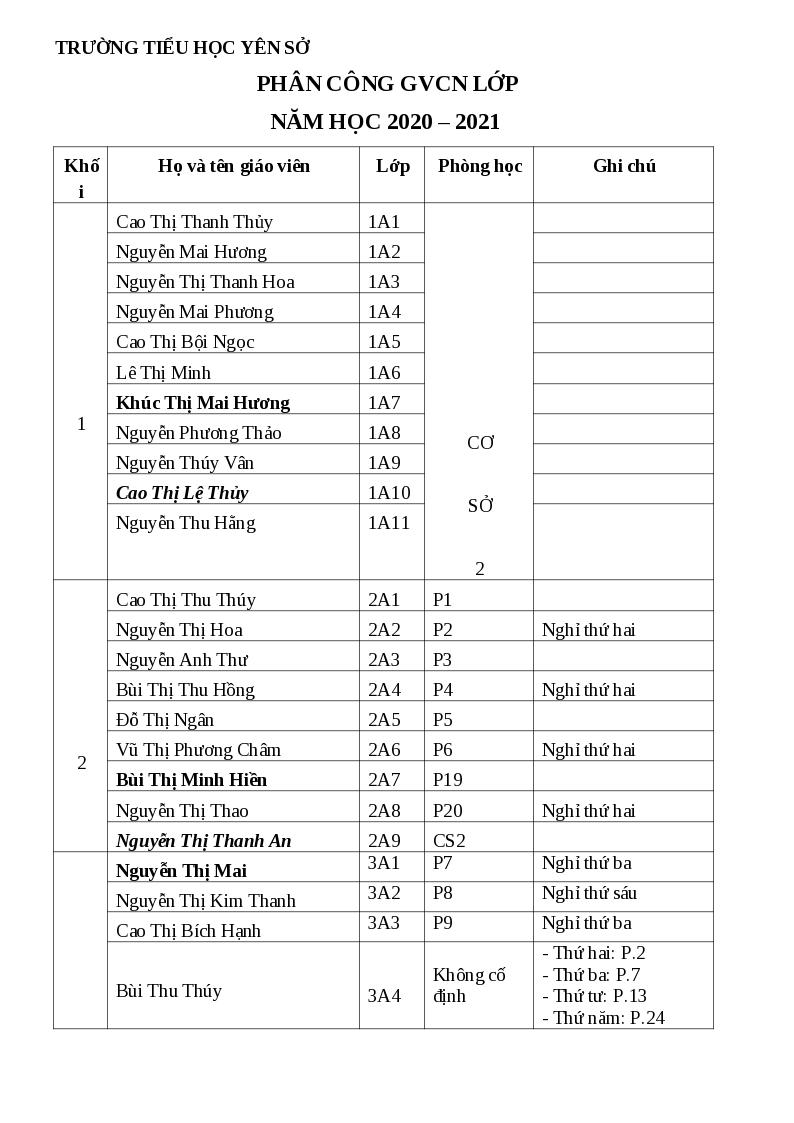 TRƯỜNG TIỂU HỌC YÊN SỞ
PHÂN CÔNG GVCN LỚP
NĂM HỌC 2020 – 2021
Khối Họ và tên giáo viên Lớp Phòng học Ghi chú
1
Cao Thị Thanh Thủy 1A1
Nguyễn Mai Hương 1A2
Nguyễn Thị Thanh Hoa 1A3
Nguyễn Mai Phương 1A4
Cao Thị Bội Ngọc 1A5
Lê Thị Minh 1A6
Khúc Thị Mai Hương 1A7
Nguyễn Phương Thảo 1A8
Nguyễn Thúy Vân 1A9
Cao Thị Lệ Thủy 1A10
Nguyễn Thu Hằng 1A11
CƠ
SỞ
2
2
Cao Thị Thu Thúy 2A1 P1
Nguyễn Thị Hoa 2A2 P2 Nghỉ thứ hai
Nguyễn Anh Thư 2A3 P3
Bùi Thị Thu Hồng 2A4 P4 Nghỉ thứ hai
Đỗ Thị Ngân 2A5 P5
Vũ Thị Phương Châm 2A6 P6 Nghỉ thứ hai
Bùi Thị Minh Hiền 2A7 P19
Nguyễn Thị Thao 2A8 P20 Nghỉ thứ hai
Nguyễn Thị Thanh An 2A9 CS2
Nguyễn Thị Mai 3A1 P7 Nghỉ thứ ba
Nguyễn Thị Kim Thanh 3A2 P8 Nghỉ thứ sáu
Cao Thị Bích Hạnh 3A3 P9 Nghỉ thứ ba
Bùi Thu Thúy 3A4
Không cố
định
- Thứ hai: P.2
- Thứ ba: P.7
- Thứ tư: P.13
- Thứ năm: P.24